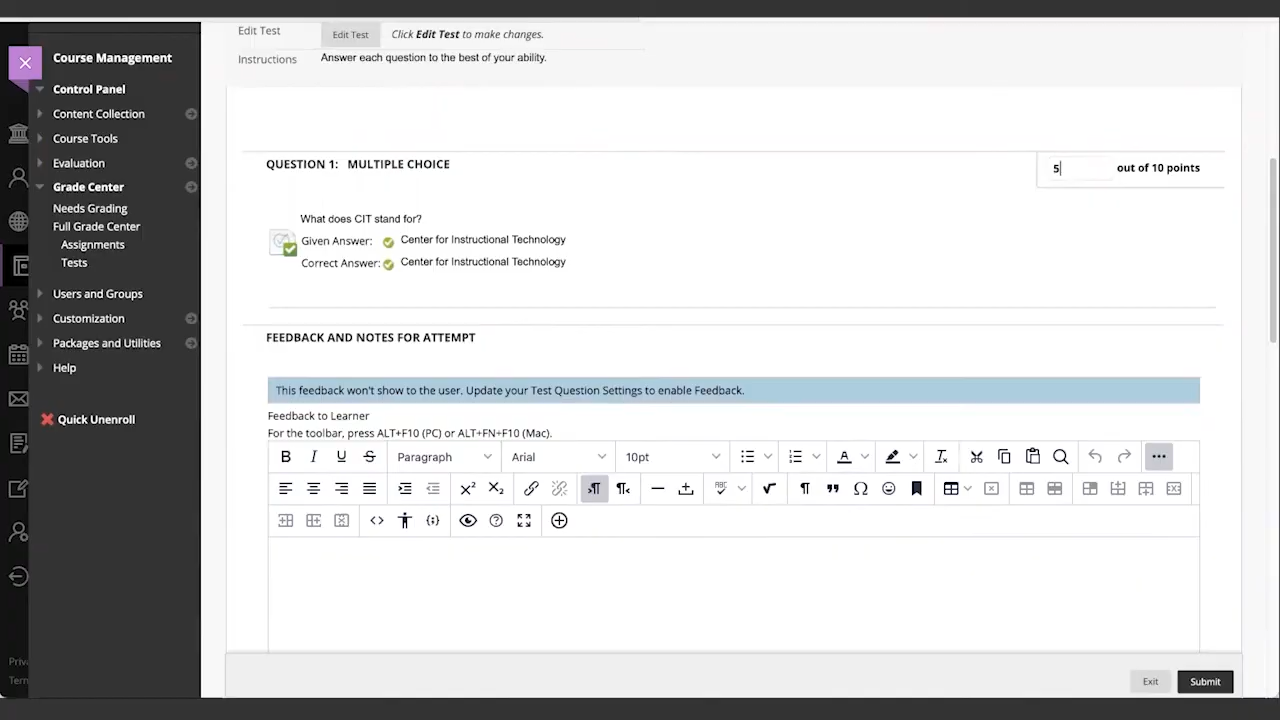 Edit Test
Edit Test
Click Edit Test to make changes.
Instructions
Answer each question to the best of your ability.
Course Management
Control Panel
Content Collection
Course Tools
Evaluation
Grade Center
Needs Grading
Full Grade Center
Assignments
Tests
Users and Groups
Customization
Packages and Utilities
Help
Quick Unenroll
QUESTION 1: MULTIPLE CHOICE
5 out of 10 points
What does CIT stand for?
Given Answer: Center for Instructional Technology
Correct Answer: Center for Instructional Technology
FEEDBACK AND NOTES FOR ATTEMPT
This feedback won't show to the user. Update your Test Question Settings to enable Feedback.
Feedback to Learner
For the toolbar, press ALT+F10 (PC) or ALT+FN+F10 (Mac).
B I U S Paragraph Arial 10pt
Exit
Submit